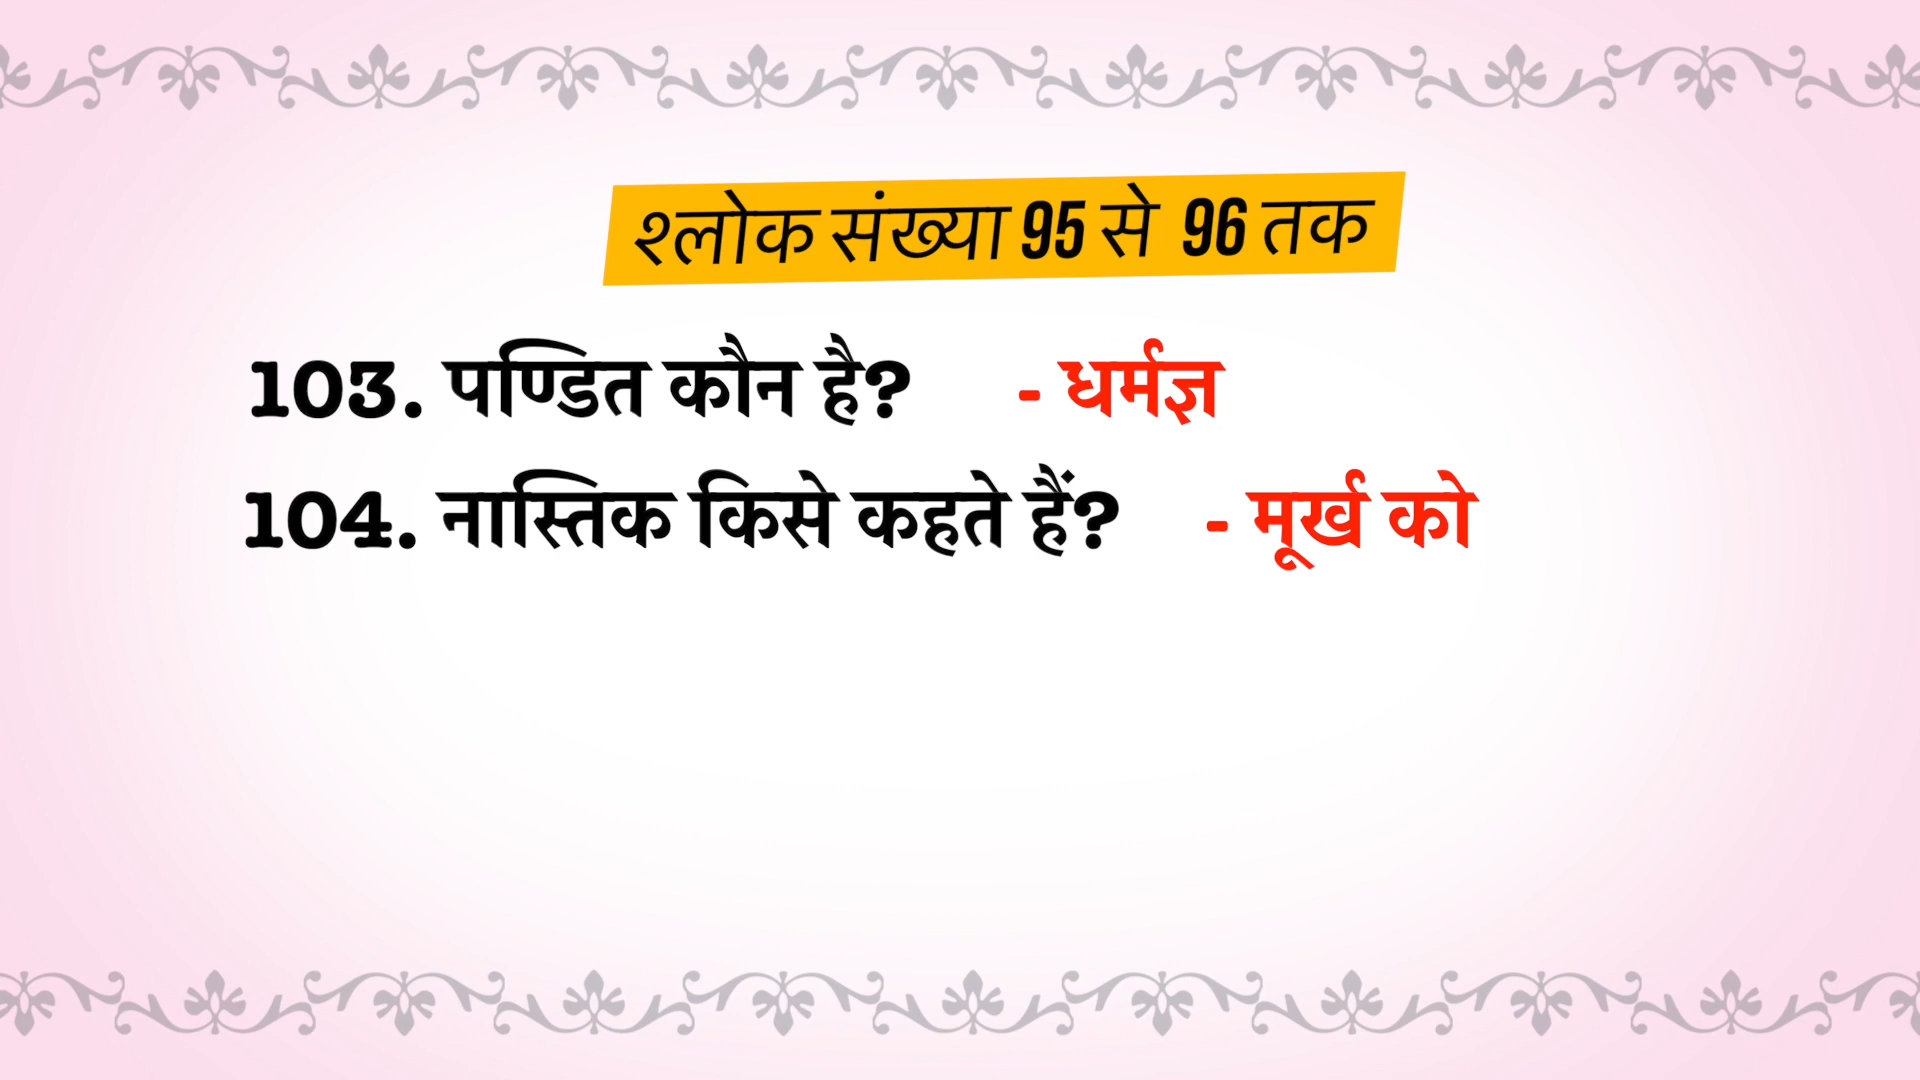 श्लोक संख्या 95 से 96 तक
103. पण्डित कौन है? - धर्मज्ञ
104. नास्तिक किसे कहते हैं? - मूर्ख को